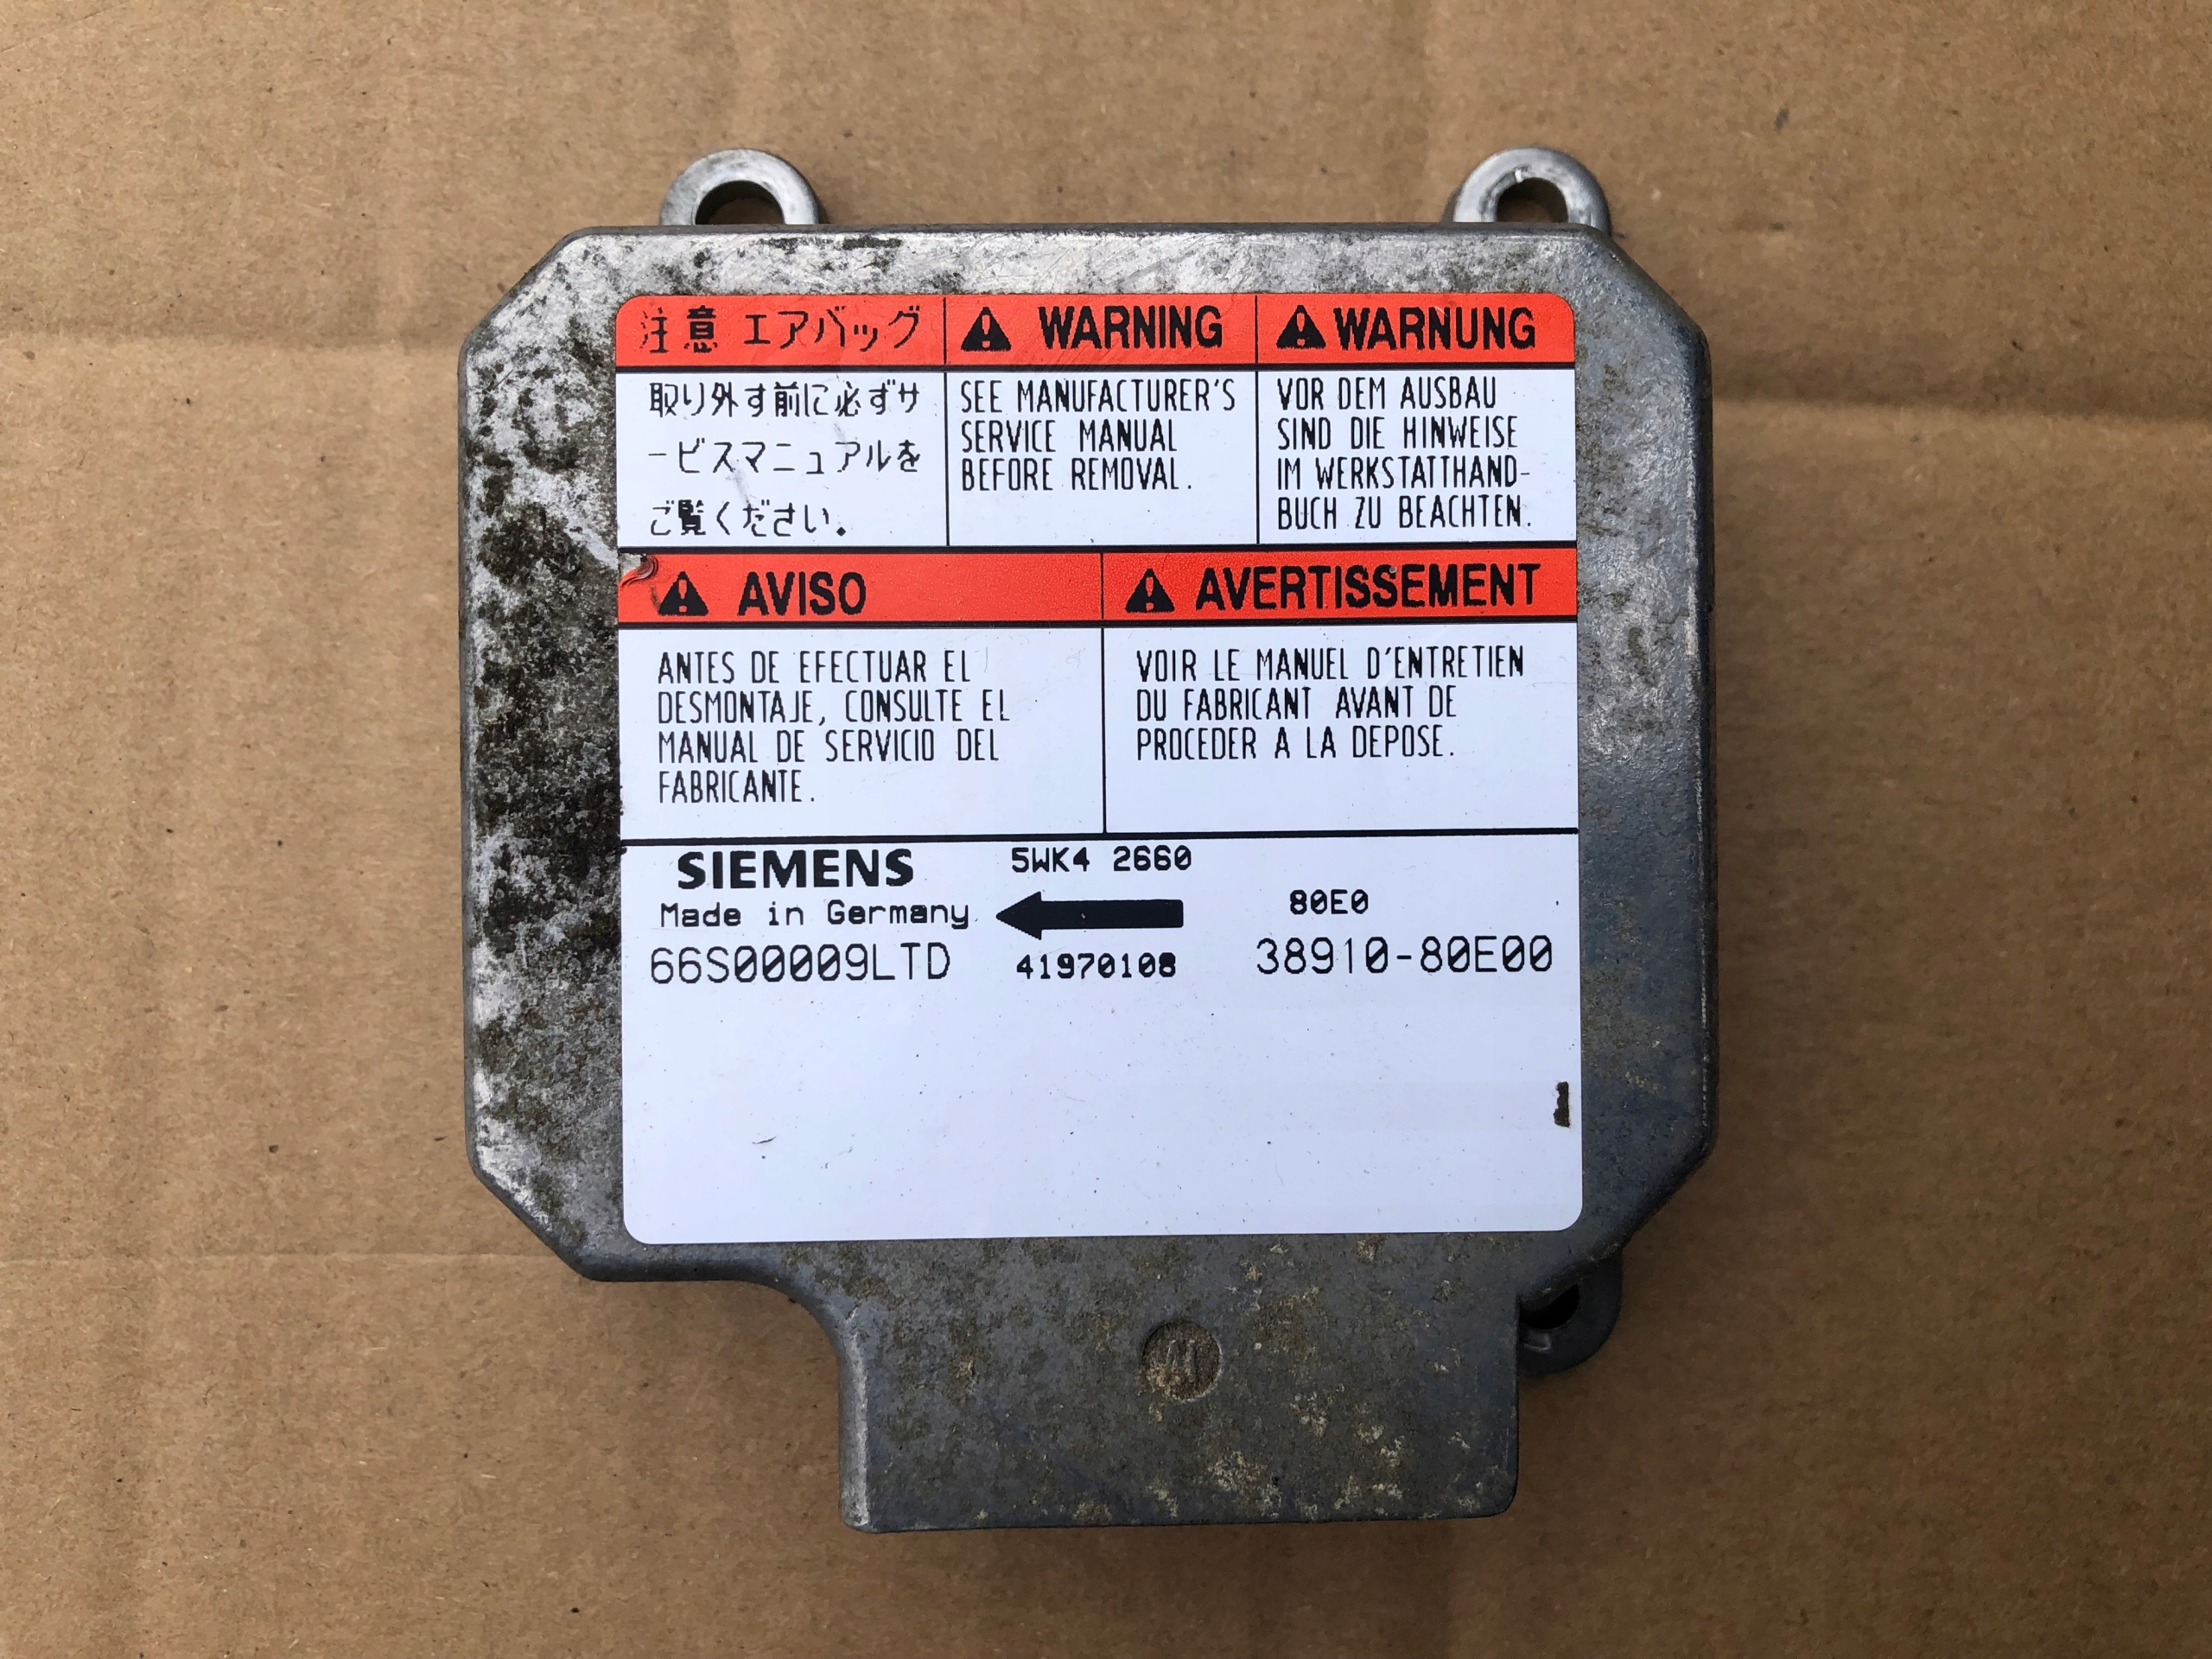 注意 エアバッグ
取り外す前に必ずサ
ービスマニュアルを
ご覧ください。
WARNING
SEE MANUFACTURER'S
SERVICE MANUAL
BEFORE REMOVAL.
WARNUNG
VOR DEM AUSBAU
SIND DIE HINWEISE
IM WERKSTATTHAND-
BUCH ZU BEACHTEN.
AVISO
ANTES DE EFECTUAR EL
DESMONTAJE, CONSULTE EL
MANUAL DE SERVICIO DEL
FABRICANTE.
AVERTISSEMENT
VOIR LE MANUEL D'ENTRETIEN
DU FABRICANT AVANT DE
PROCEDER A LA DEPOSE.
SIEMENS
Made in Germany
66S00009LTD
5WK4 2660
41970108
80E0
38910-80E00
W